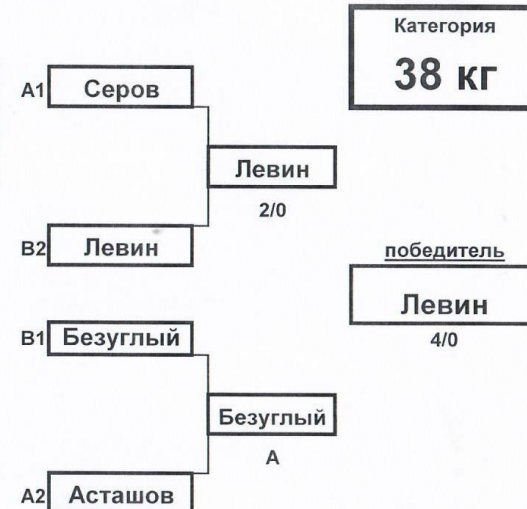 Категория
38 кг
A1 Серов
Левин
2/0
B2 Левин
победитель
Левин
4/0
B1 Безуглый
Безуглый
A
A2 Асташов